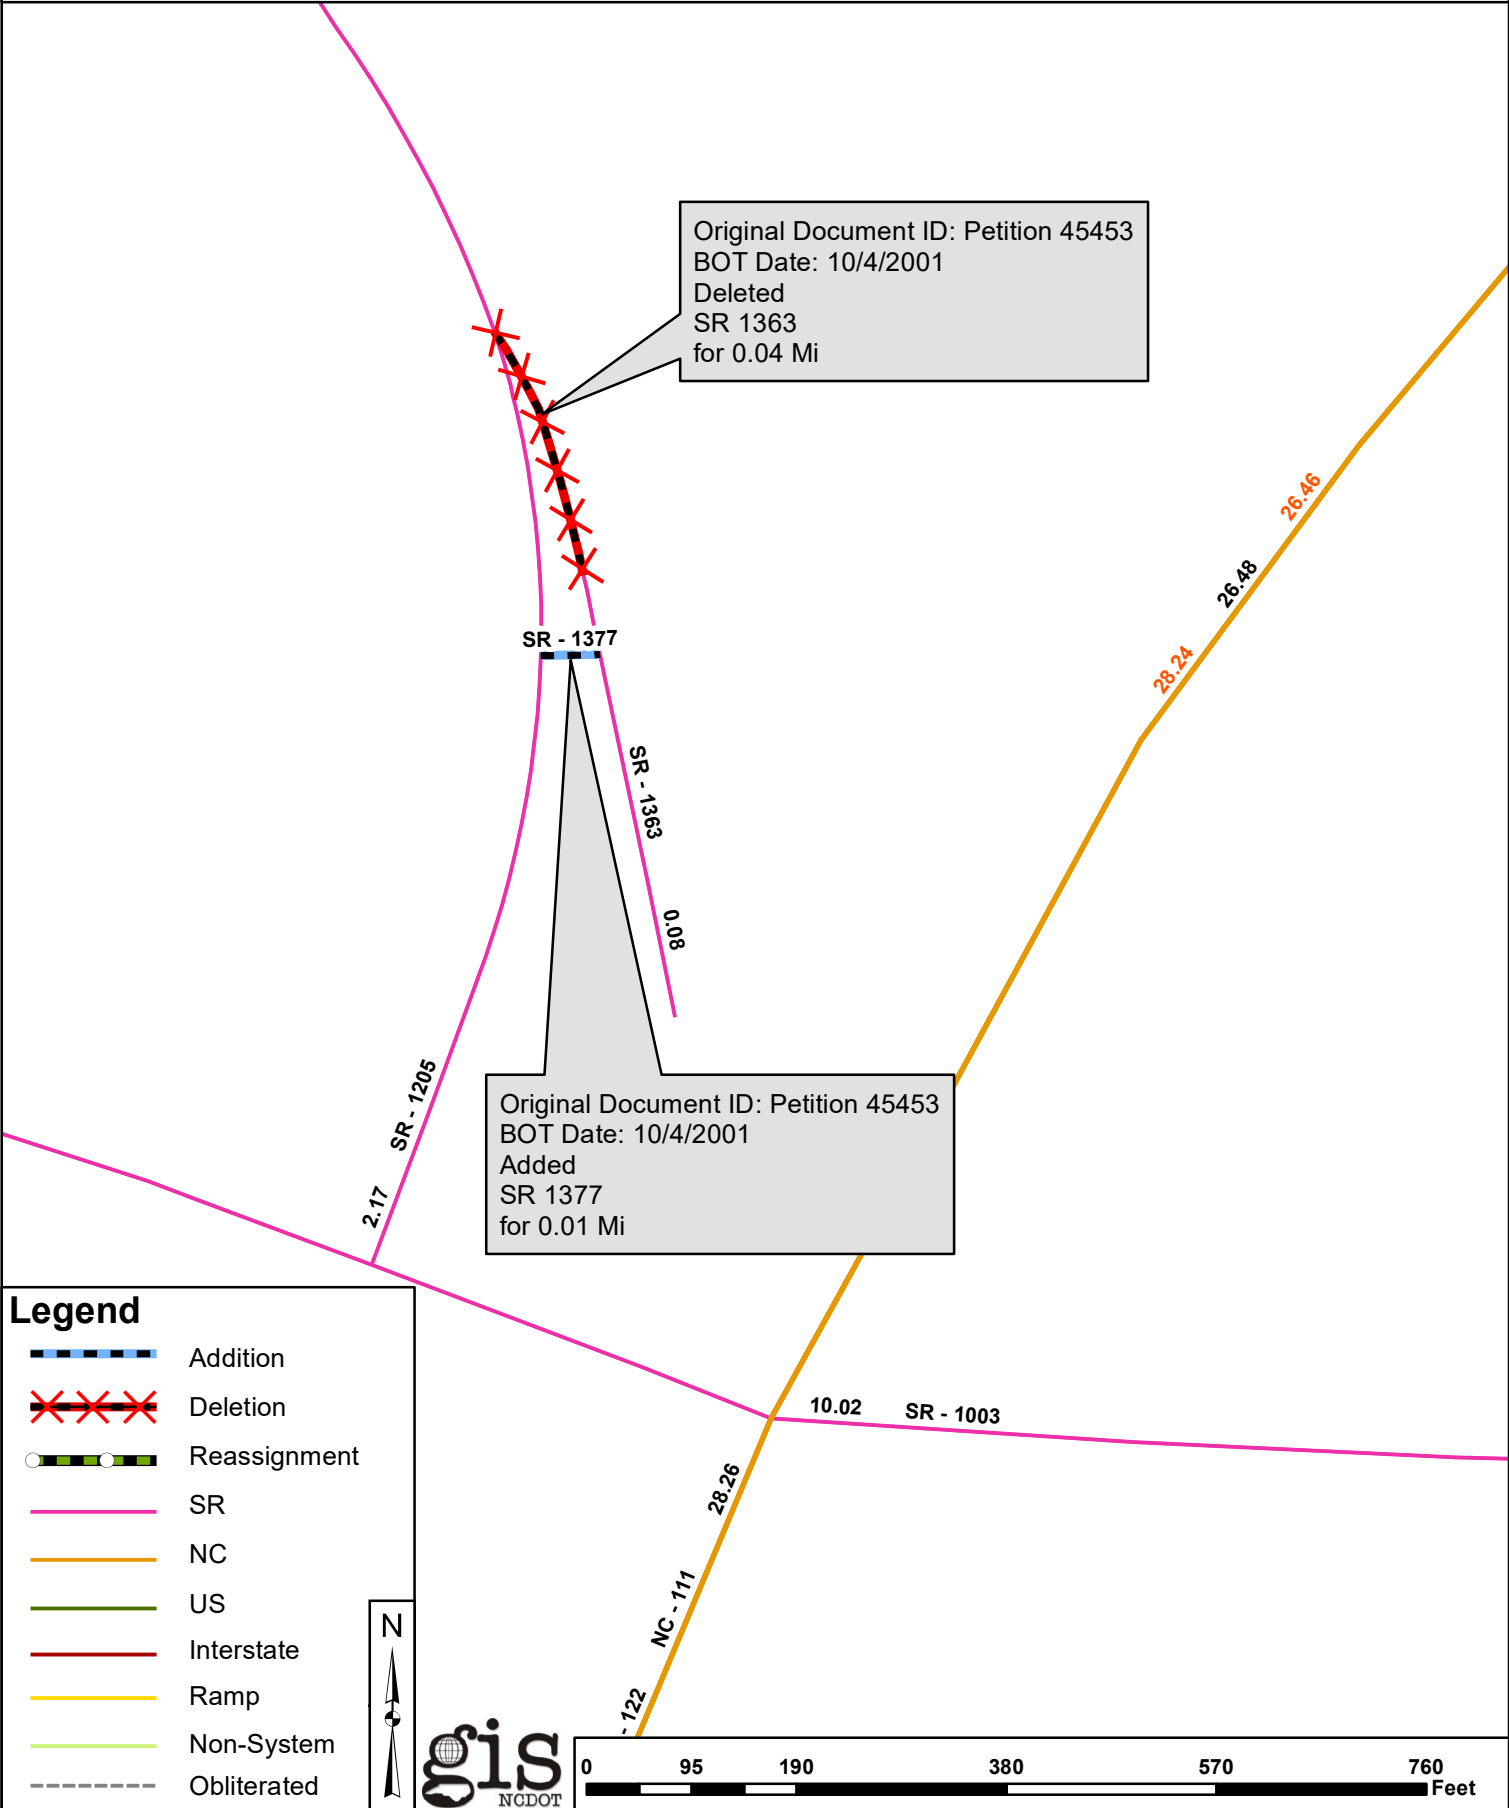 Original Document ID: Petition 45453
BOT Date: 10/4/2001
Deleted
SR 1363
for 0.04 Mi
26.46
26.48
28.24
SR - 1377
SR - 1363
0.08
SR - 1205
2.17
Original Document ID: Petition 45453
BOT Date: 10/4/2001
Added
SR 1377
for 0.01 Mi
10.02 SR - 1003
28.26
NC - 111
- 122
Legend
Addition
Deletion
Reassignment
SR
NC
US
Interstate
Ramp
Non-System
Obliterated
N
gis
NCDOT
0 95 190 380 570 760
Feet